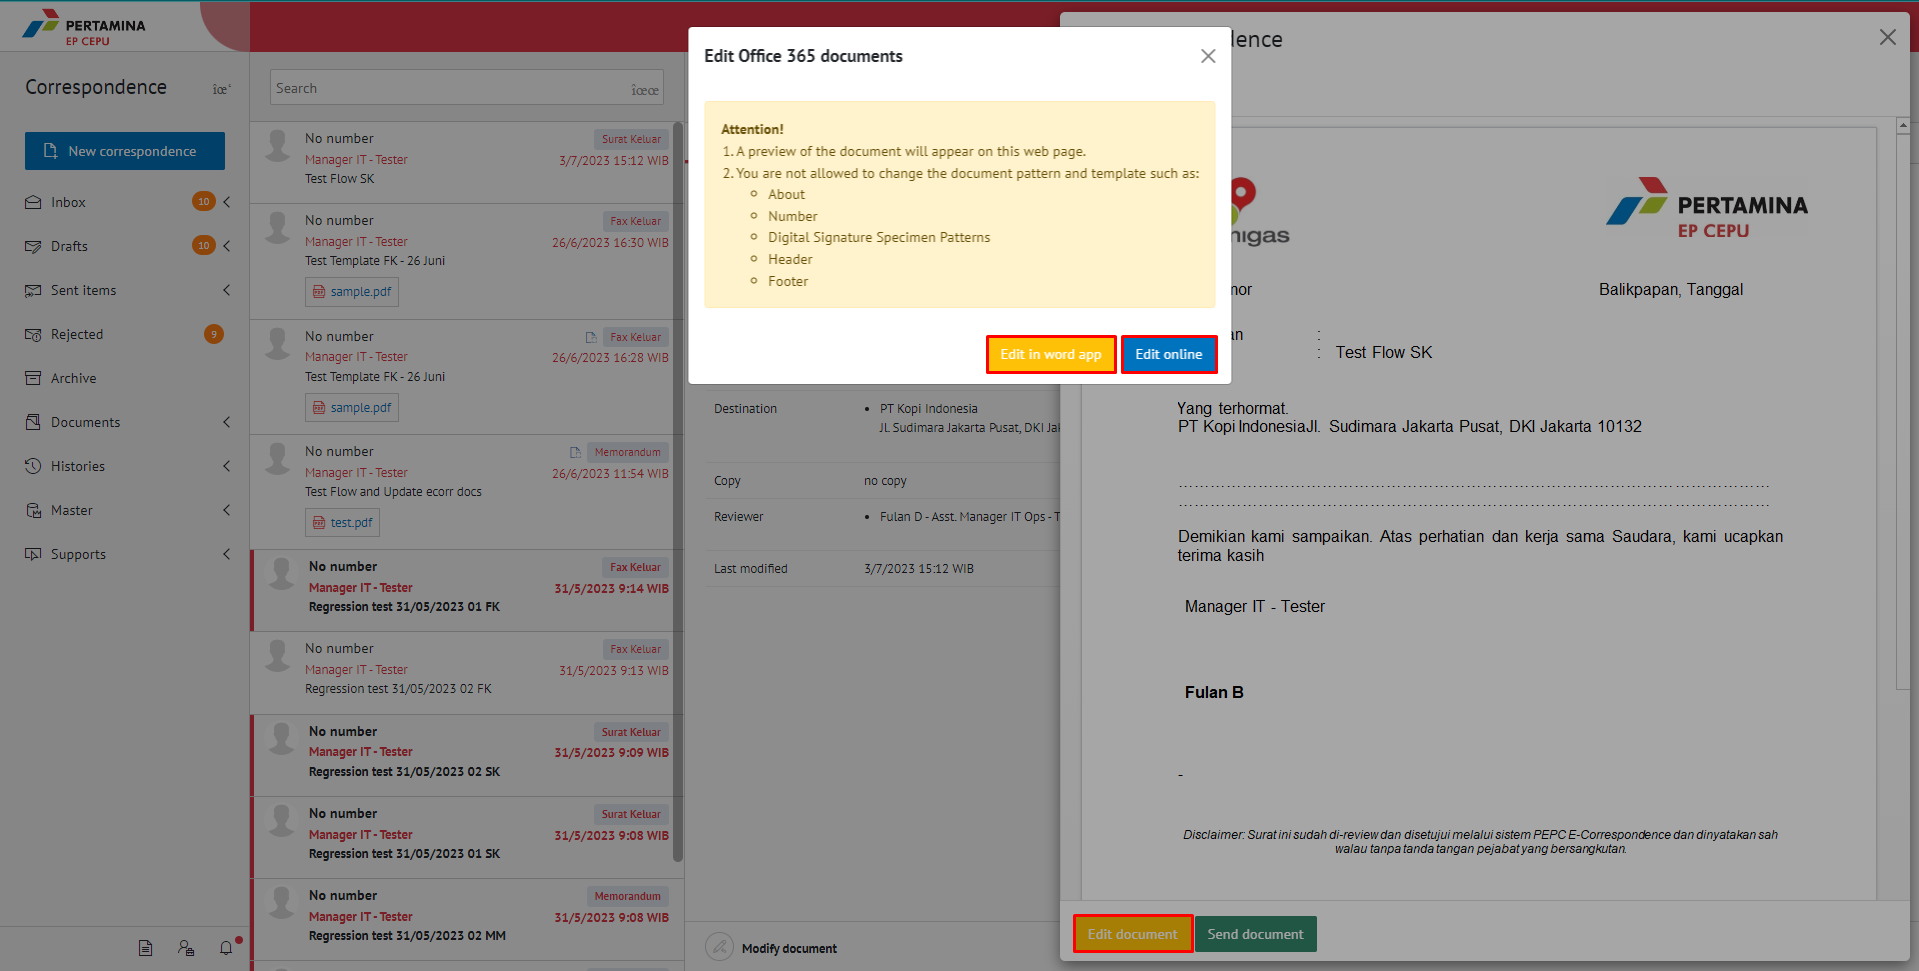 PERTAMINA
EP CEPU
Correspondence
îœ‘
New correspondence
Inbox
10
Drafts
10
Sent items
Rejected
9
Archive
Documents
Histories
Master
Supports
Search
îœœ
No number
Surat Keluar
Manager IT - Tester
3/7/2023 15:12 WIB
Test Flow SK
No number
Fax Keluar
Manager IT - Tester
26/6/2023 16:30 WIB
Test Template FK - 26 Juni
sample.pdf
No number
Fax Keluar
Manager IT - Tester
26/6/2023 16:28 WIB
Test Template FK - 26 Juni
sample.pdf
No number
Memorandum
Manager IT - Tester
26/6/2023 11:54 WIB
Test Flow and Update ecorr docs
test.pdf
No number
Fax Keluar
Manager IT - Tester
31/5/2023 9:14 WIB
Regression test 31/05/2023 01 FK
No number
Fax Keluar
Manager IT - Tester
31/5/2023 9:13 WIB
Regression test 31/05/2023 02 FK
No number
Surat Keluar
Manager IT - Tester
31/5/2023 9:09 WIB
Regression test 31/05/2023 02 SK
No number
Surat Keluar
Manager IT - Tester
31/5/2023 9:08 WIB
Regression test 31/05/2023 01 SK
No number
Memorandum
Manager IT - Tester
31/5/2023 9:08 WIB
Regression test 31/05/2023 02 MM
Edit Office 365 documents
Attention!
1. A preview of the document will appear on this web page.
2. You are not allowed to change the document pattern and template such as:
About
Number
Digital Signature Specimen Patterns
Header
Footer
Edit in word app
Edit online
Destination
• PT Kopi Indonesia
Jl. Sudimara Jakarta Pusat, DKI Jak
Copy
no copy
Reviewer
• Fulan D - Asst. Manager IT Ops - T
Last modified
3/7/2023 15:12 WIB
Modify document
dence
nigas
PERTAMINA
EP CEPU
nor
Balikpapan, Tanggal
an :
: Test Flow SK
Yang terhormat.
PT Kopi IndonesiaJl. Sudimara Jakarta Pusat, DKI Jakarta 10132
Demikian kami sampaikan. Atas perhatian dan kerja sama Saudara, kami ucapkan
terima kasih
Manager IT - Tester
Fulan B
-
Disclaimer: Surat ini sudah di-review dan disetujui melalui sistem PEPC E-Correspondence dan dinyatakan sah
walau tanpa tanda tangan pejabat yang bersangkutan.
Edit document
Send document